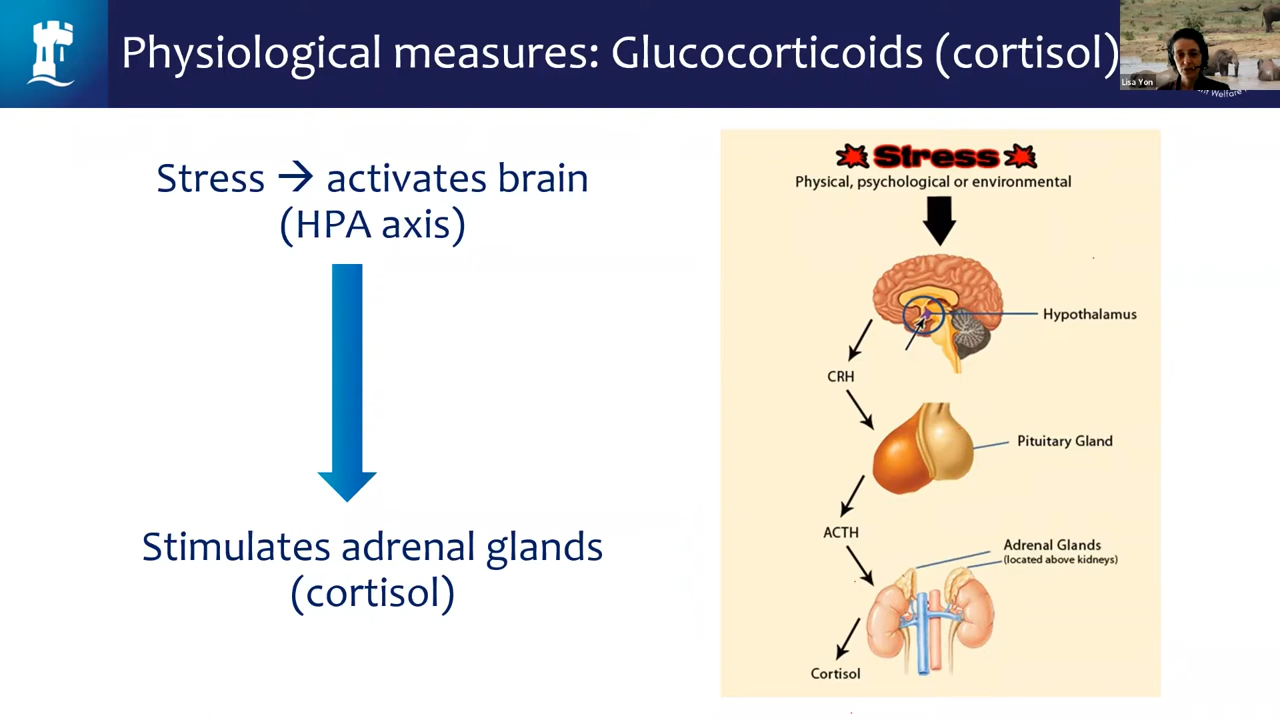 Physiological measures: Glucocorticoids (cortisol)
Lisa Yon
Welfare
Stress → activates brain
(HPA axis)
Stimulates adrenal glands
(cortisol)
Stress
Physical, psychological or environmental
Hypothalamus
CRH
Pituitary Gland
ACTH
Adrenal Glands
(located above kidneys)
Cortisol